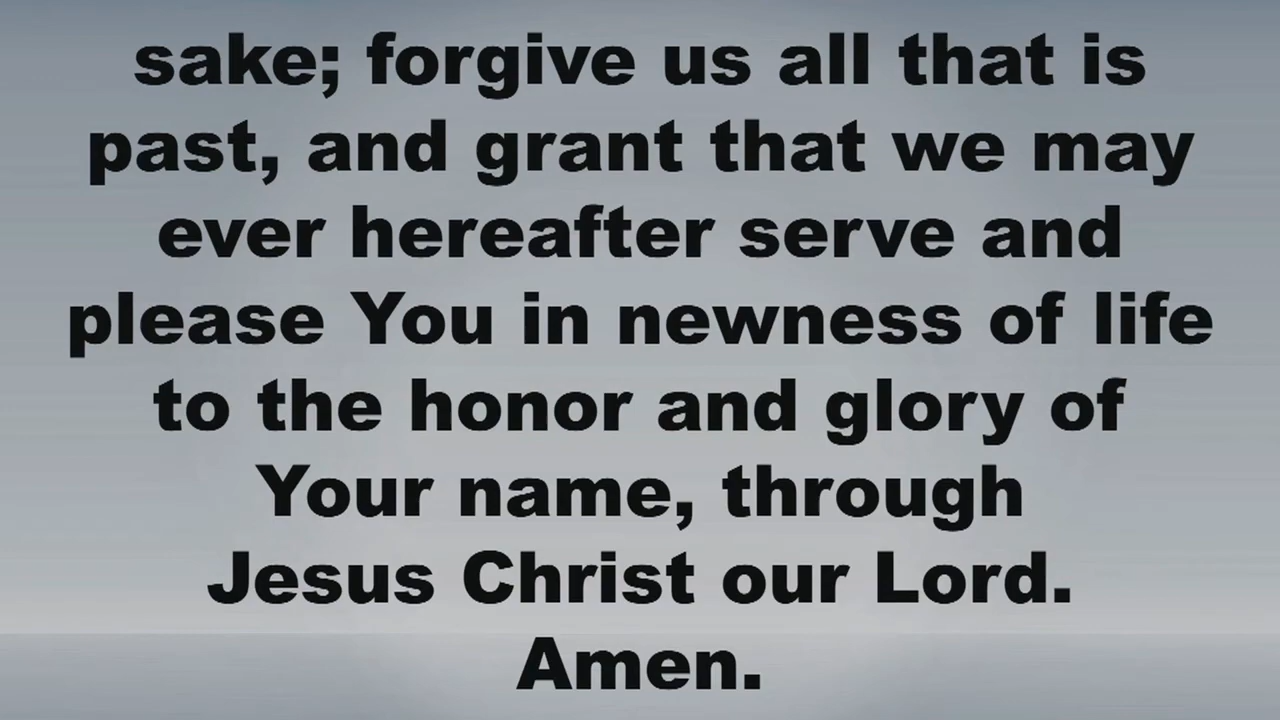 sake; forgive us all that is
past, and grant that we may
ever hereafter serve and
please You in newness of life
to the honor and glory of
Your name, through
Jesus Christ our Lord.
Amen.